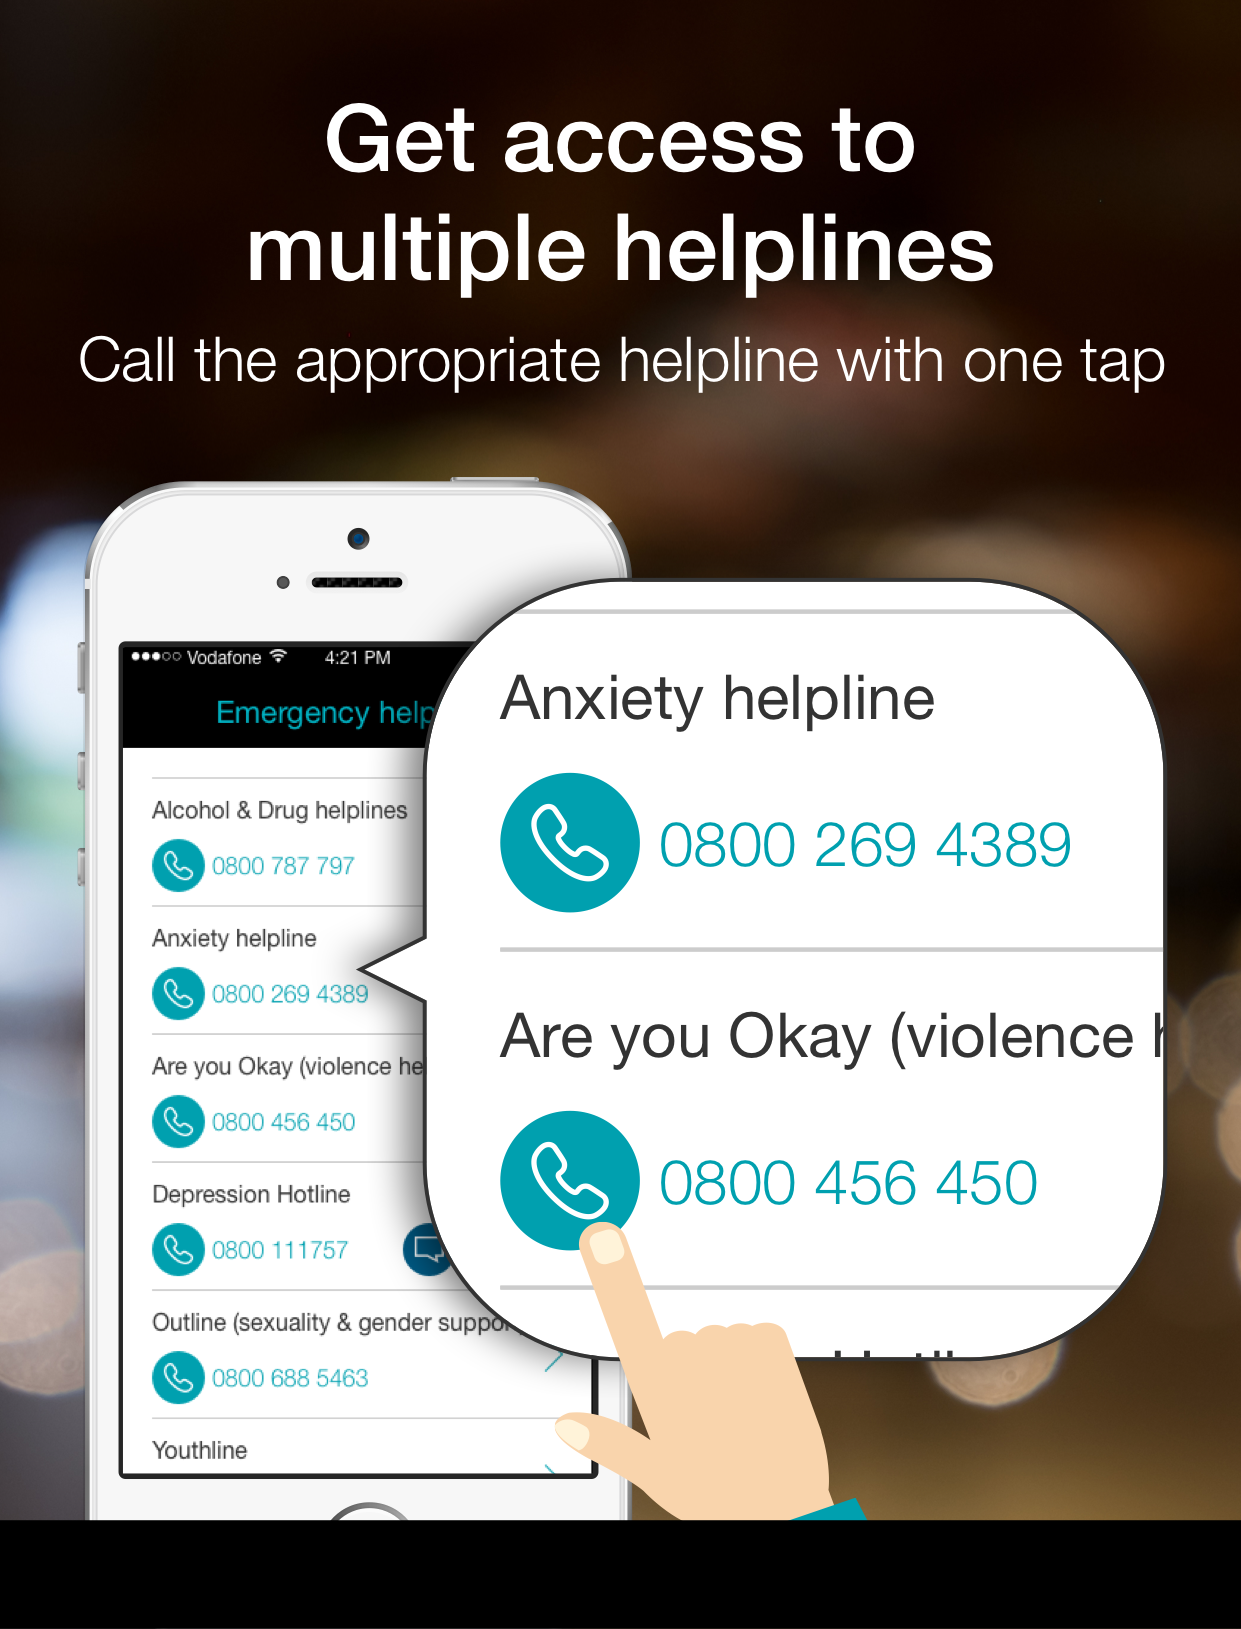 Get access to
multiple helplines
Call the appropriate helpline with one tap
Vodafone 4:21 PM
Emergency help
Alcohol & Drug helplines
0800 787 797
Anxiety helpline
0800 269 4389
Are you Okay (violence he
0800 456 450
Depression Hotline
0800 111757
Outline (sexuality & gender suppor
0800 688 5463
Youthline
Anxiety helpline
0800 269 4389
Are you Okay (violence h
0800 456 450